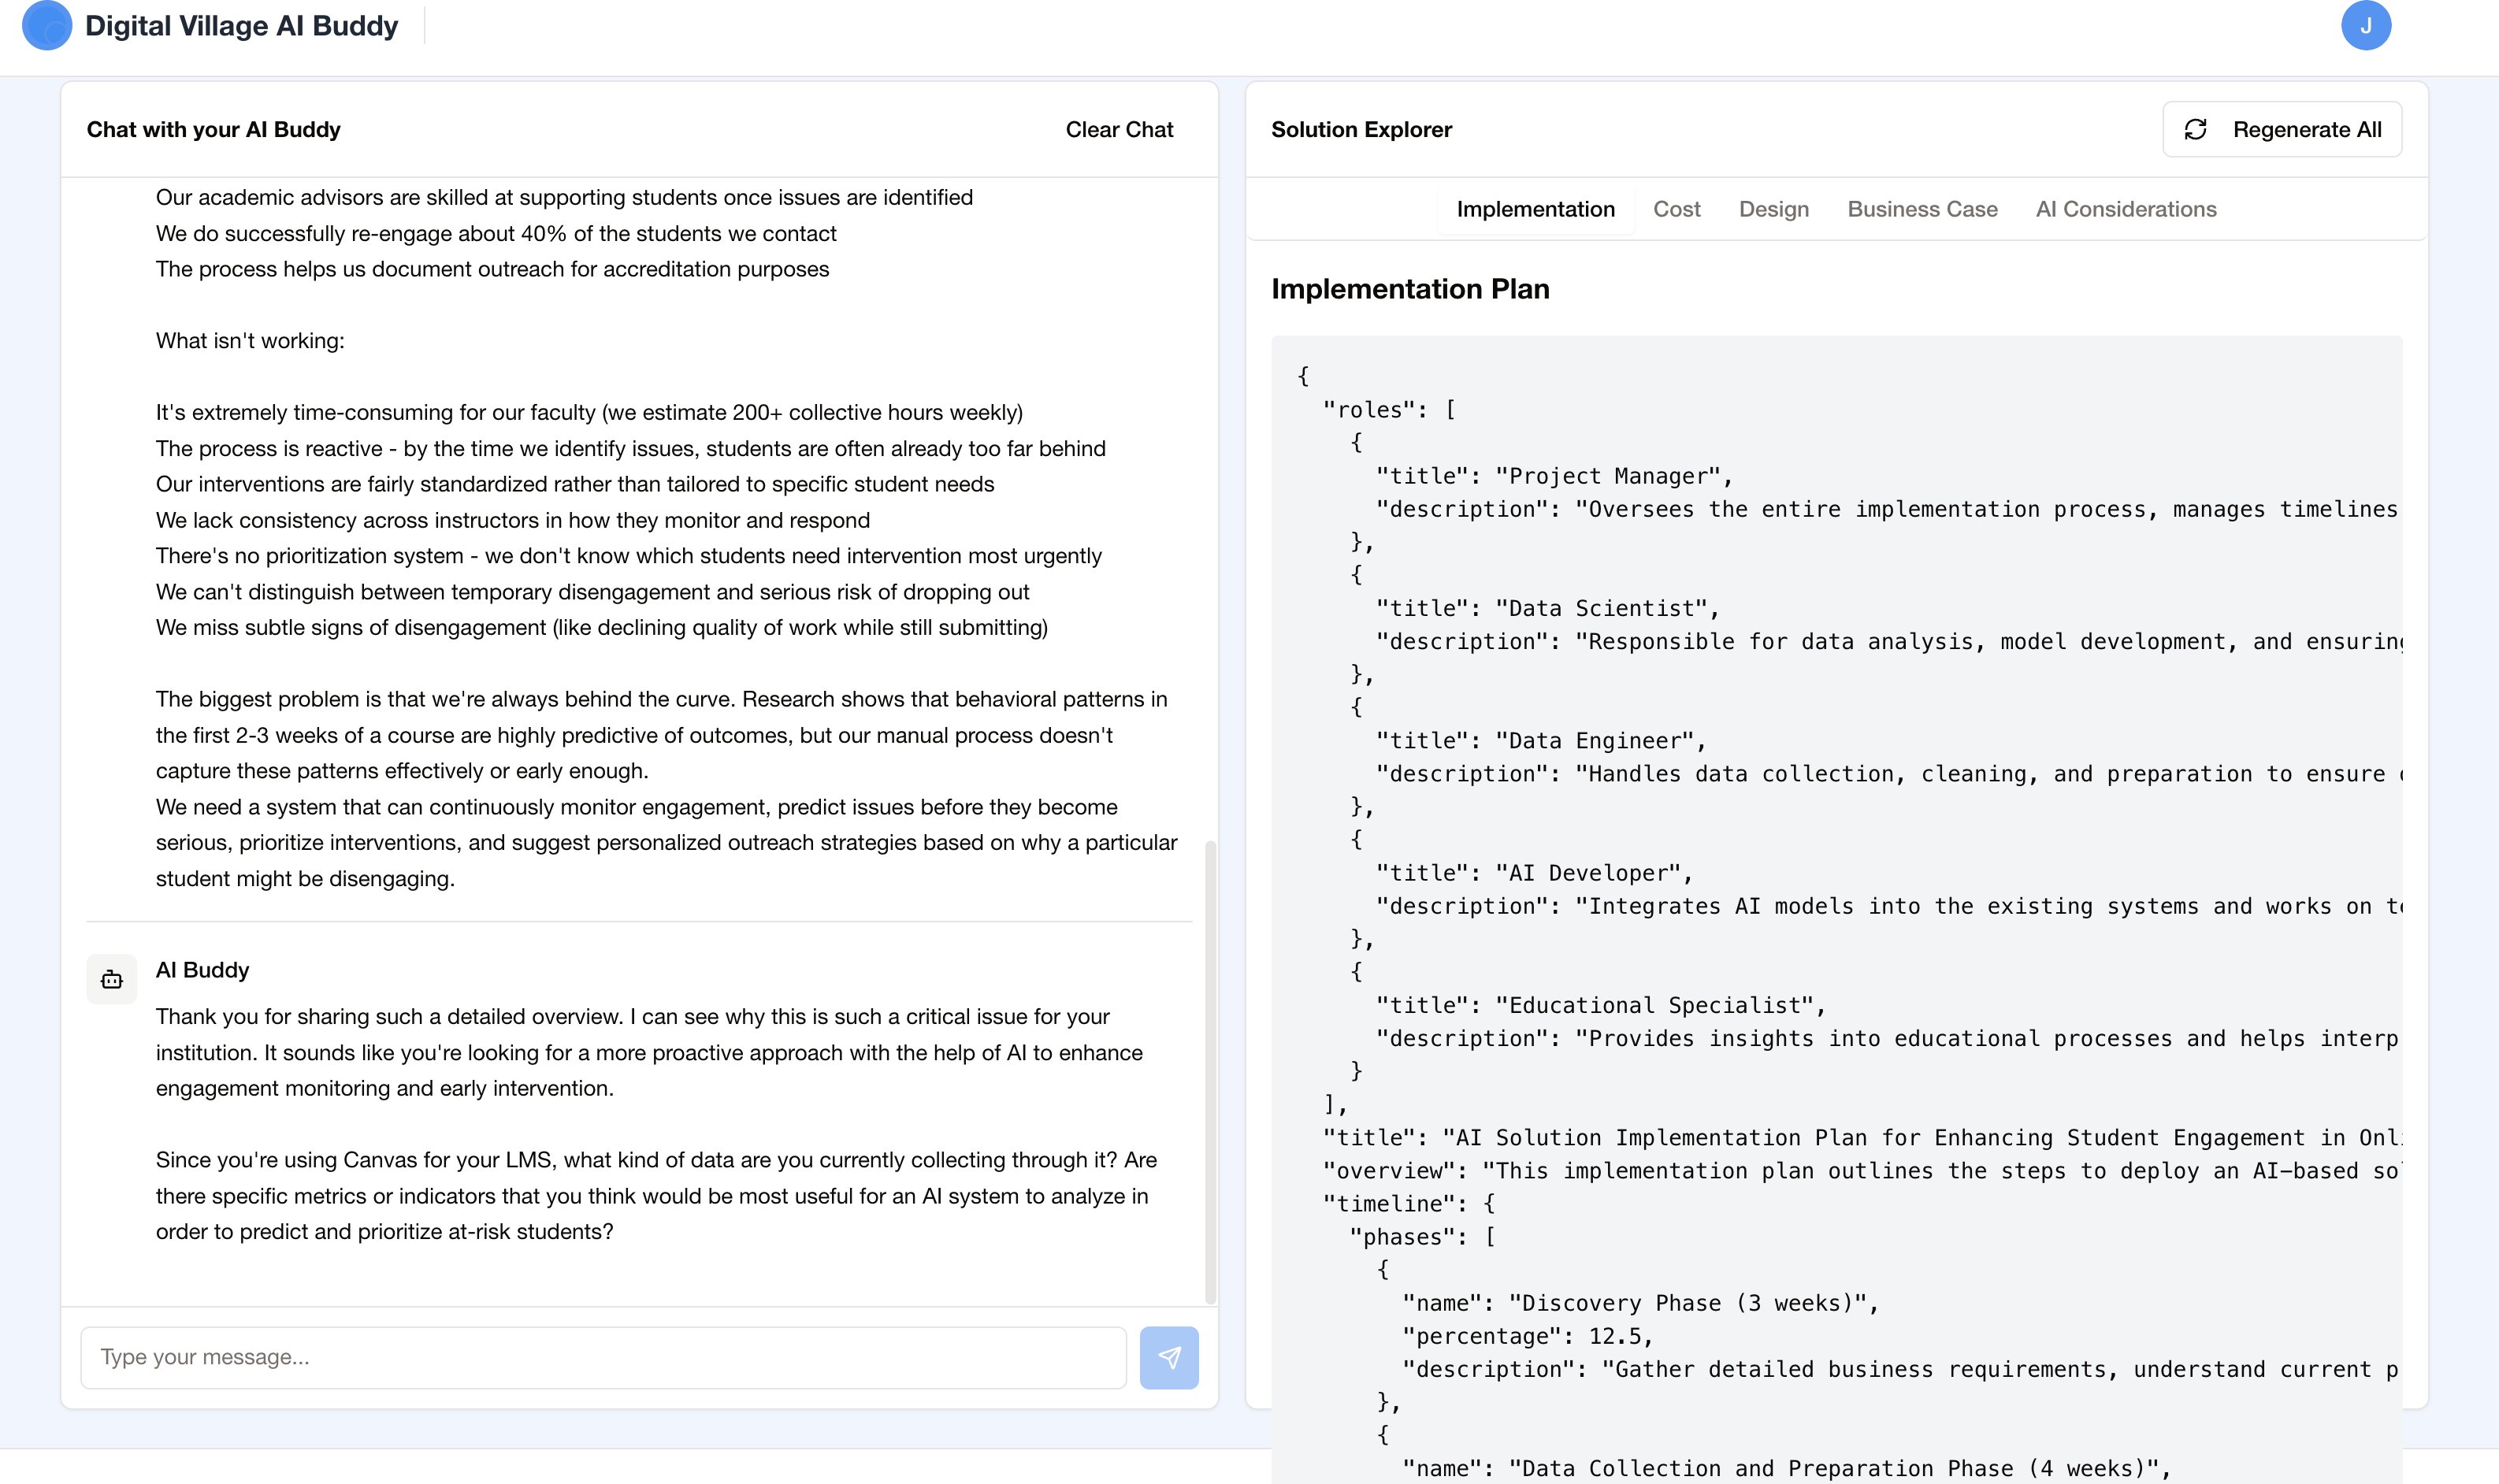 Digital Village AI Buddy
J
Chat with your AI Buddy
Clear Chat
Our academic advisors are skilled at supporting students once issues are identified
We do successfully re-engage about 40% of the students we contact
The process helps us document outreach for accreditation purposes
What isn't working:
It's extremely time-consuming for our faculty (we estimate 200+ collective hours weekly)
The process is reactive - by the time we identify issues, students are often already too far behind
Our interventions are fairly standardized rather than tailored to specific student needs
We lack consistency across instructors in how they monitor and respond
There's no prioritization system - we don't know which students need intervention most urgently
We can't distinguish between temporary disengagement and serious risk of dropping out
We miss subtle signs of disengagement (like declining quality of work while still submitting)
The biggest problem is that we're always behind the curve. Research shows that behavioral patterns in
the first 2-3 weeks of a course are highly predictive of outcomes, but our manual process doesn't
capture these patterns effectively or early enough.
We need a system that can continuously monitor engagement, predict issues before they become
serious, prioritize interventions, and suggest personalized outreach strategies based on why a particular
student might be disengaging.
AI Buddy
Thank you for sharing such a detailed overview. I can see why this is such a critical issue for your
institution. It sounds like you're looking for a more proactive approach with the help of AI to enhance
engagement monitoring and early intervention.
Since you're using Canvas for your LMS, what kind of data are you currently collecting through it? Are
there specific metrics or indicators that you think would be most useful for an AI system to analyze in
order to predict and prioritize at-risk students?
Type your message...
Solution Explorer
Regenerate All
Implementation Cost Design Business Case AI Considerations
Implementation Plan
{
"roles": [
{
"title": "Project Manager",
"description": "Oversees the entire implementation process, manages timelines
},
{
"title": "Data Scientist",
"description": "Responsible for data analysis, model development, and ensuring
},
{
"title": "Data Engineer",
"description": "Handles data collection, cleaning, and preparation to ensure
},
{
"title": "AI Developer",
"description": "Integrates AI models into the existing systems and works on
},
{
"title": "Educational Specialist",
"description": "Provides insights into educational processes and helps interp
}
],
"title": "AI Solution Implementation Plan for Enhancing Student Engagement in Onl
"overview": "This implementation plan outlines the steps to deploy an AI-based so
"timeline": {
"phases": [
{
"name": "Discovery Phase (3 weeks)",
"percentage": 12.5,
"description": "Gather detailed business requirements, understand current p
},
{
"name": "Data Collection and Preparation Phase (4 weeks)",